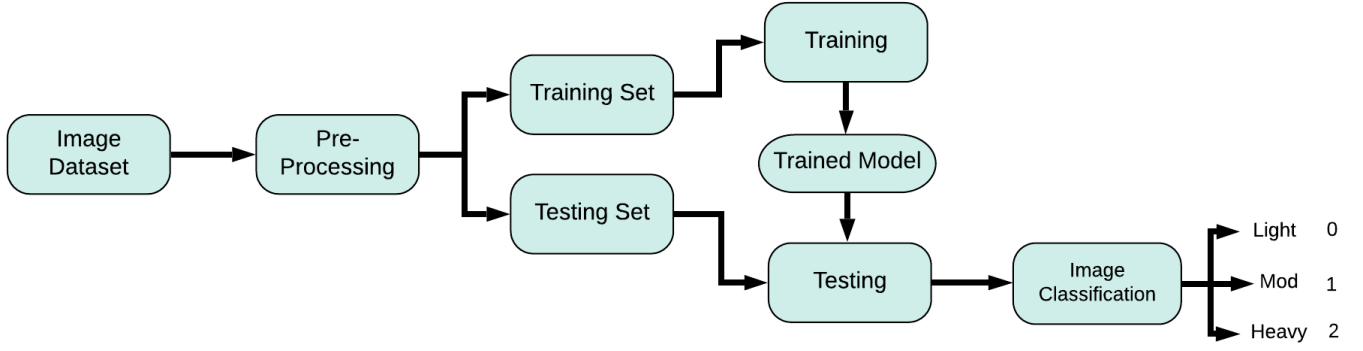 Image
Dataset
Pre-
Processing
Training Set
Testing Set
Training
Trained Model
Testing
Image
Classification
Light 0
Mod 1
Heavy 2